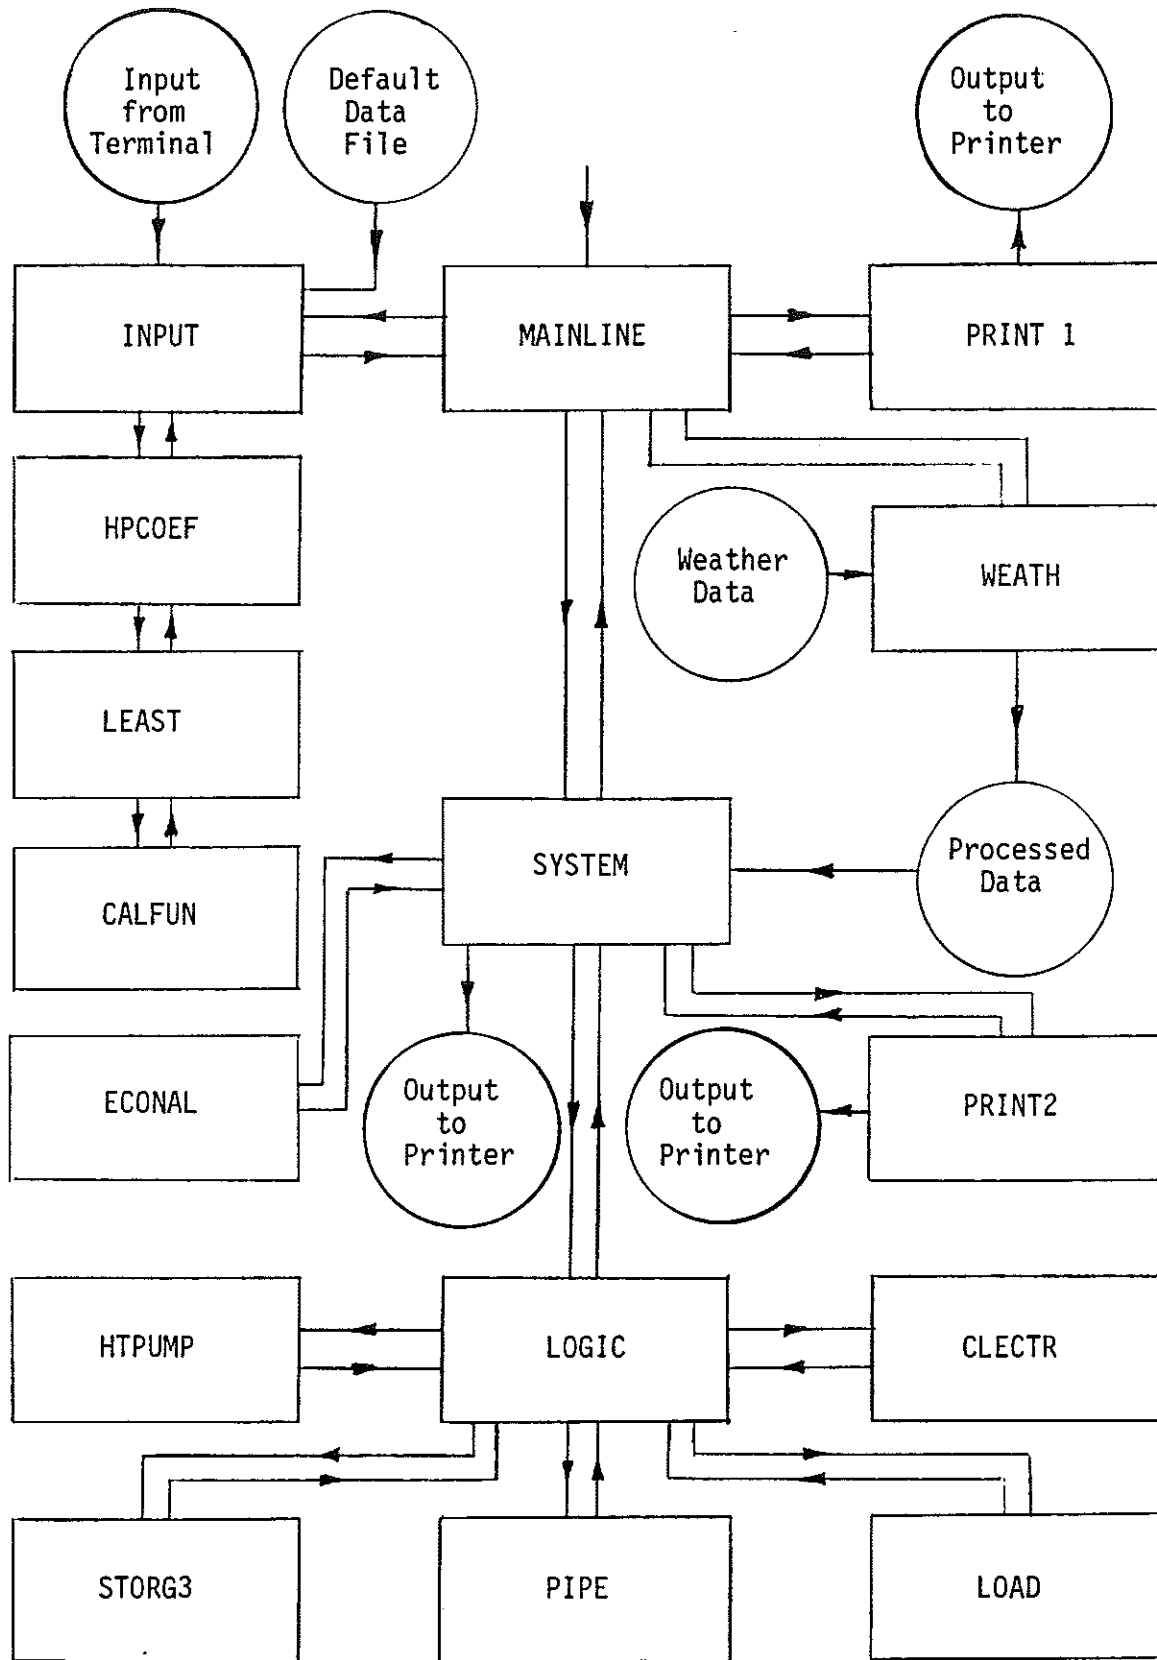 Input
from
Terminal
Default
Data
File
Output
to
Printer
INPUT
MAINLINE
PRINT 1
HPCOEF
Weather
Data
WEATH
LEAST
SYSTEM
Processed
Data
CALFUN
ECONAL
Output
to
Printer
Output
to
Printer
PRINT2
HTPUMP
LOGIC
CLECTR
STORG3
PIPE
LOAD